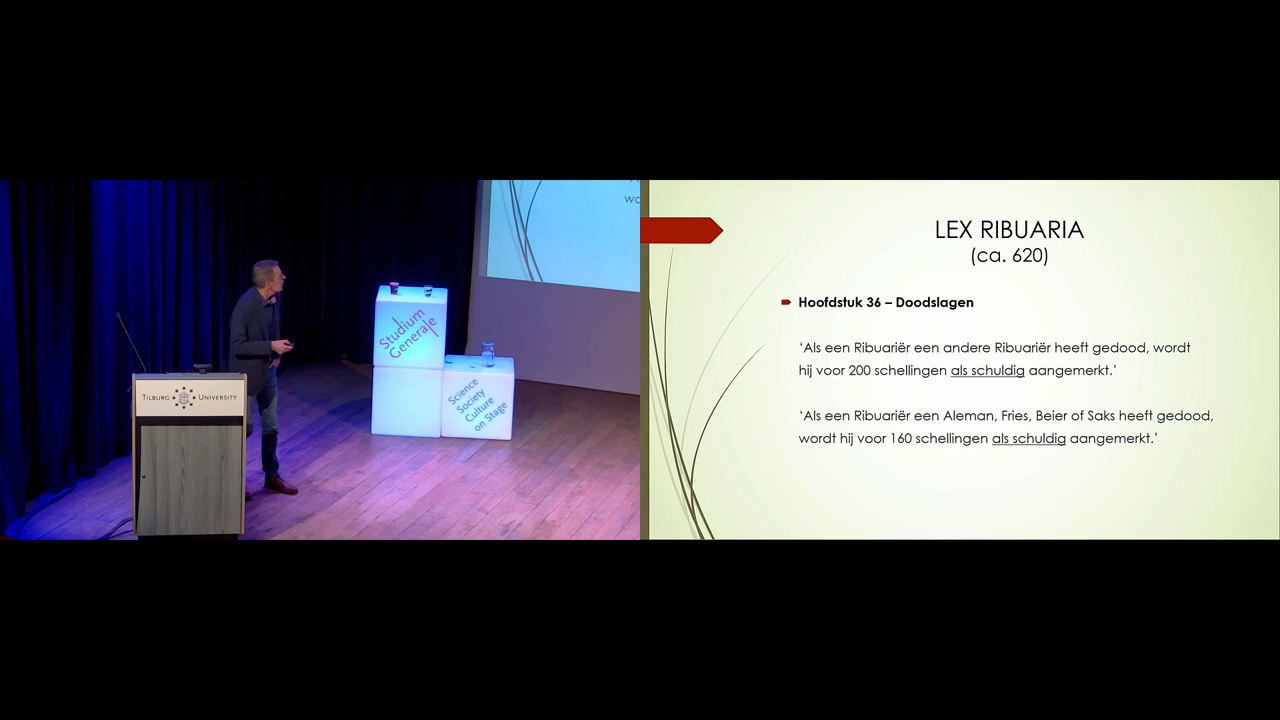 wo
Studium
Generale
Science
Society
Culture
on Stage
TILBURG UNIVERSITY
LEX RIBUARIA
(ca. 620)
Hoofdstuk 36 – Doodslagen
‘Als een Ribuariër een andere Ribuariër heeft gedood, wordt
hij voor 200 schellingen als schuldig aangemerkt.’
‘Als een Ribuariër een Aleman, Fries, Beier of Saks heeft gedood,
wordt hij voor 160 schellingen als schuldig aangemerkt.’